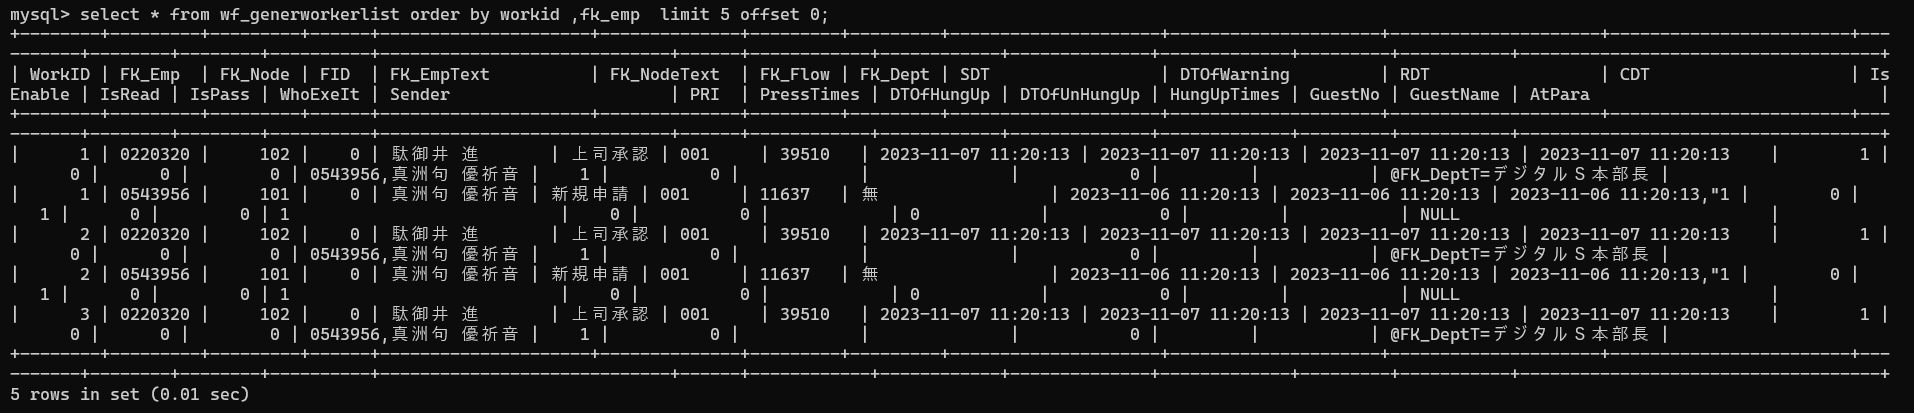 mysql> select * from wf_generworkerlist order by workid ,fk_emp  limit 5 offset 0;
+--------+---------+---------+------+---------------------+--------------+---------+---------+---------------------+---------------------+---------------------+------------------------+---
-------+--------+---------+----------+-----------------------------+------+------------+------------+--------------+-------------+---------+-----------+------------------------------------+
| WorkID | FK_Emp  | FK_Node | FID  | FK_EmpText          | FK_NodeText  | FK_Flow | FK_Dept | SDT                 | DTOfWarning         | RDT                 | CDT                    | Is
Enable | IsRead | IsPass | WhoExeIt | Sender                      | PRI  | PressTimes | DTOfHungUp | DTOfUnHungUp | HungUpTimes | GuestNo | GuestName | AtPara                             |
+--------+---------+---------+------+---------------------+--------------+---------+---------+---------------------+---------------------+---------------------+------------------------+---
-------+--------+---------+----------+-----------------------------+------+------------+------------+--------------+-------------+---------+-----------+------------------------------------+
|      1 | 0220320 |     102 |    0 | 駄御井 進       | 上司承認 | 001     | 39510   | 2023-11-07 11:20:13 | 2023-11-07 11:20:13 | 2023-11-07 11:20:13 | 2023-11-07 11:20:13    |        1 |
      0 |      0 |        0 | 0543956,真洲句 優祈音 |    1 |          0 |            |              |           0 |         |           | @FK_DeptT=デジタルＳ本部長 |
|      1 | 0543956 |     101 |    0 | 真洲句 優祈音 | 新規申請 | 001     | 11637   | 無                  | 2023-11-06 11:20:13 | 2023-11-06 11:20:13 | 2023-11-06 11:20:13,"1 |        0 |
   1 |      0 |        0 | 1                           |    0 |          0 |            | 0            |           0 |         |           | NULL                               |
|      2 | 0220320 |     102 |    0 | 駄御井 進       | 上司承認 | 001     | 39510   | 2023-11-07 11:20:13 | 2023-11-07 11:20:13 | 2023-11-07 11:20:13 | 2023-11-07 11:20:13    |        1 |
      0 |      0 |        0 | 0543956,真洲句 優祈音 |    1 |          0 |            |              |           0 |         |           | @FK_DeptT=デジタルＳ本部長 |
|      2 | 0543956 |     101 |    0 | 真洲句 優祈音 | 新規申請 | 001     | 11637   | 無                  | 2023-11-06 11:20:13 | 2023-11-06 11:20:13 | 2023-11-06 11:20:13,"1 |        0 |
   1 |      0 |        0 | 1                           |    0 |          0 |            | 0            |           0 |         |           | NULL                               |
|      3 | 0220320 |     102 |    0 | 駄御井 進       | 上司承認 | 001     | 39510   | 2023-11-07 11:20:13 | 2023-11-07 11:20:13 | 2023-11-07 11:20:13 | 2023-11-07 11:20:13    |        1 |
      0 |      0 |        0 | 0543956,真洲句 優祈音 |    1 |          0 |            |              |           0 |         |           | @FK_DeptT=デジタルＳ本部長 |
+--------+---------+---------+------+---------------------+--------------+---------+---------+---------------------+---------------------+---------------------+------------------------+---
-------+--------+---------+----------+-----------------------------+------+------------+------------+--------------+-------------+---------+-----------+------------------------------------+
5 rows in set (0.01 sec)